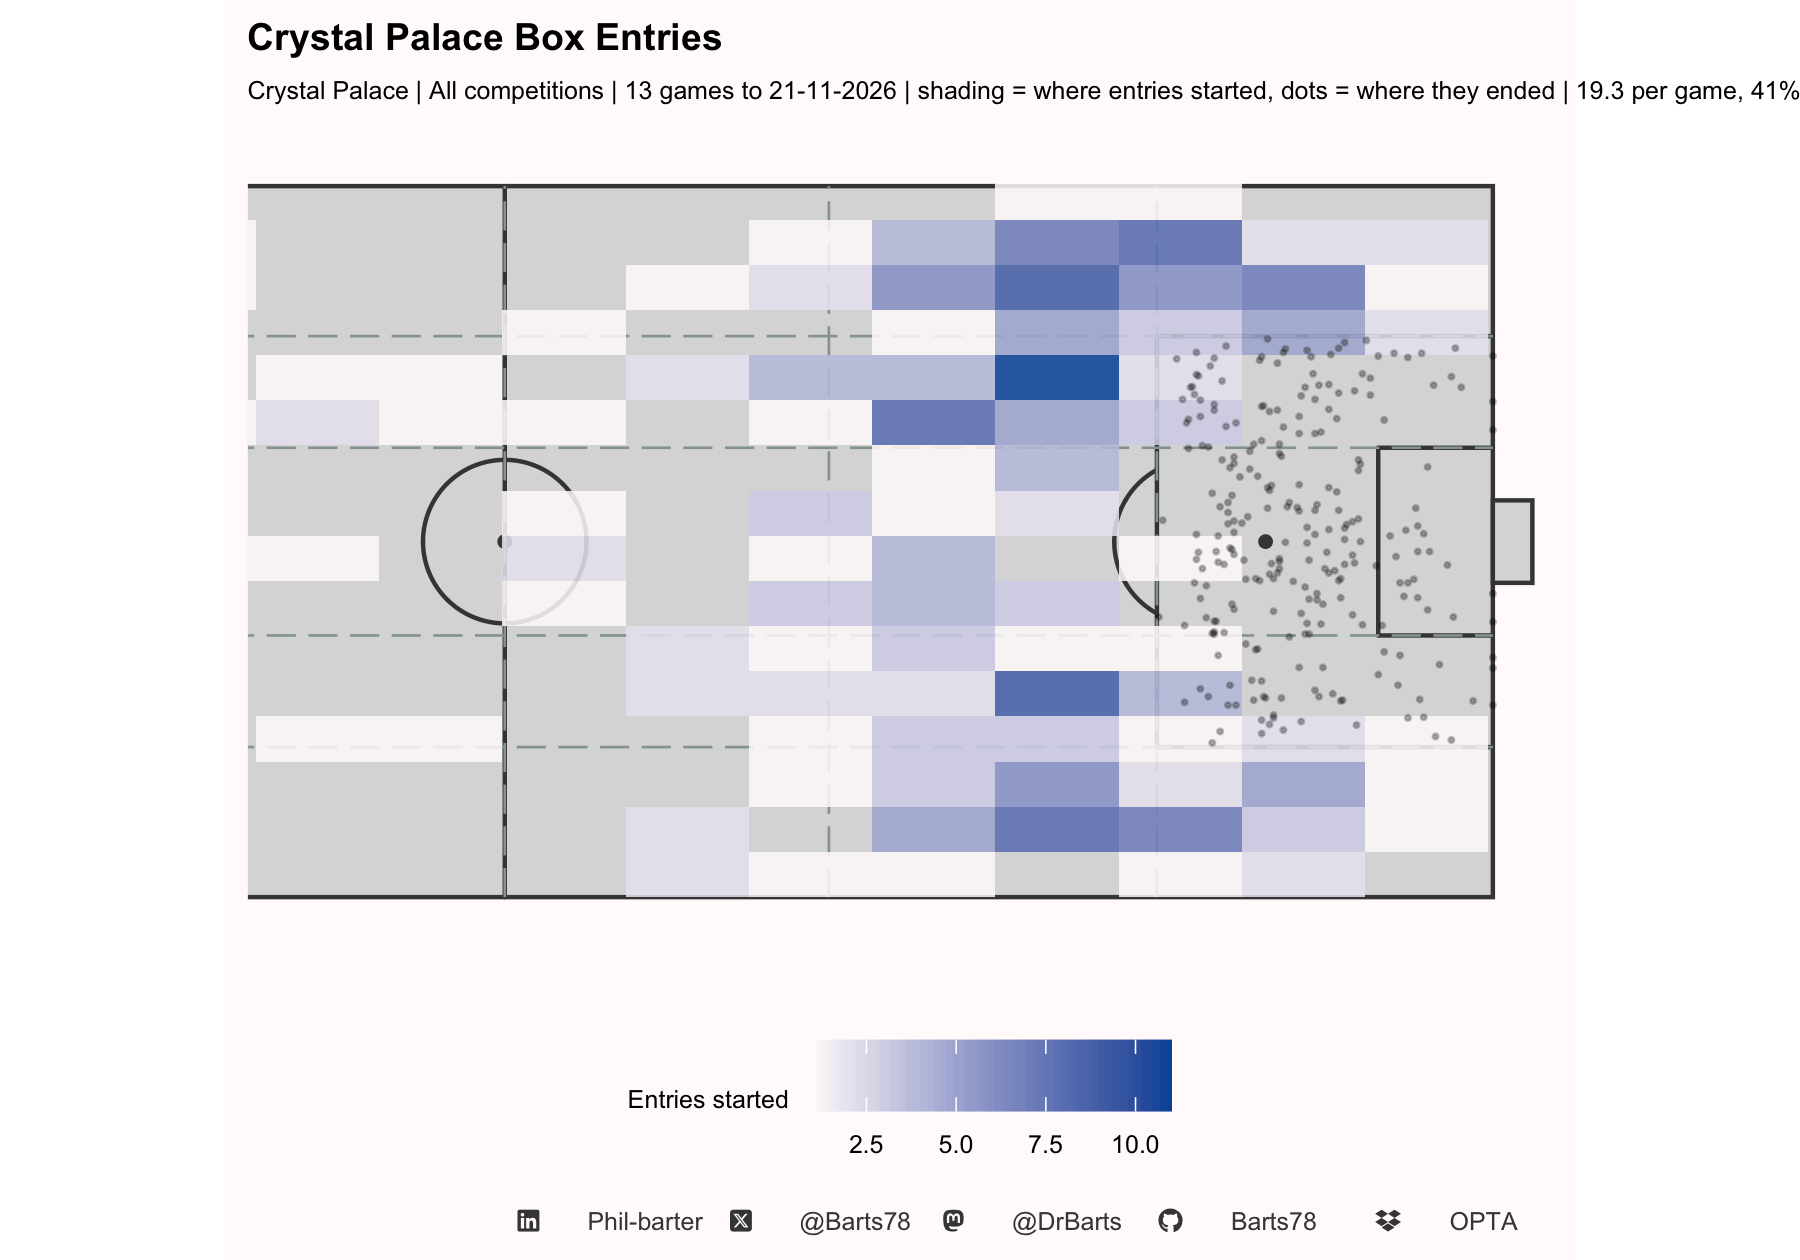 Crystal Palace Box Entries
Crystal Palace | All competitions | 13 games to 21-11-2026 | shading = where entries started, dots = where they ended | 19.3 per game, 41%
Entries started
2.5 5.0 7.5 10.0
Phil-barter @Barts78 @DrBarts Barts78 OPTA